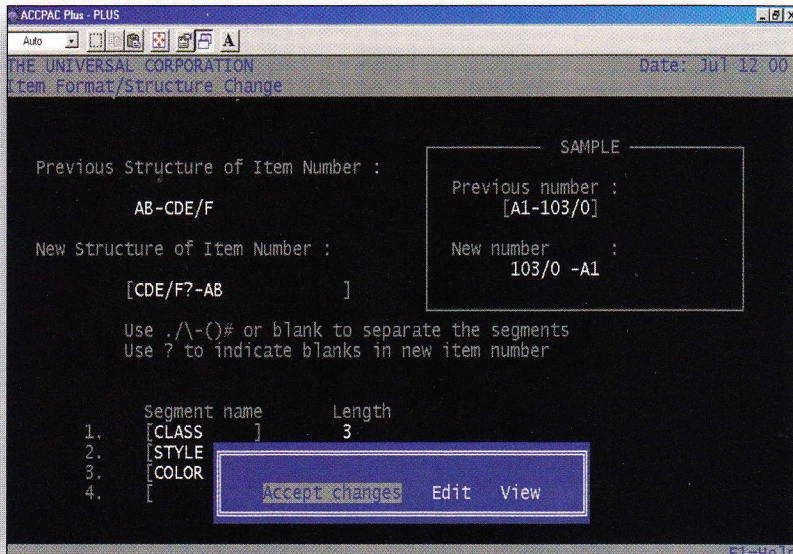 ACCPAC Plus - PLUS
Auto
A
THE UNIVERSAL CORPORATION Date: Jul 12 00
Item Format/Structure Change
SAMPLE
Previous Structure of Item Number :
Previous number :
AB-CDE/F [A1-103/0]
New Structure of Item Number : New number :
103/0 -A1
[CDE/F?-AB ]
Use ./\-()# or blank to separate the segments
Use ? to indicate blanks in new item number
Segment name Length
1. [CLASS ] 3
2. [STYLE
3. [COLOR
4. [
Accept changes Edit View
F1=Help